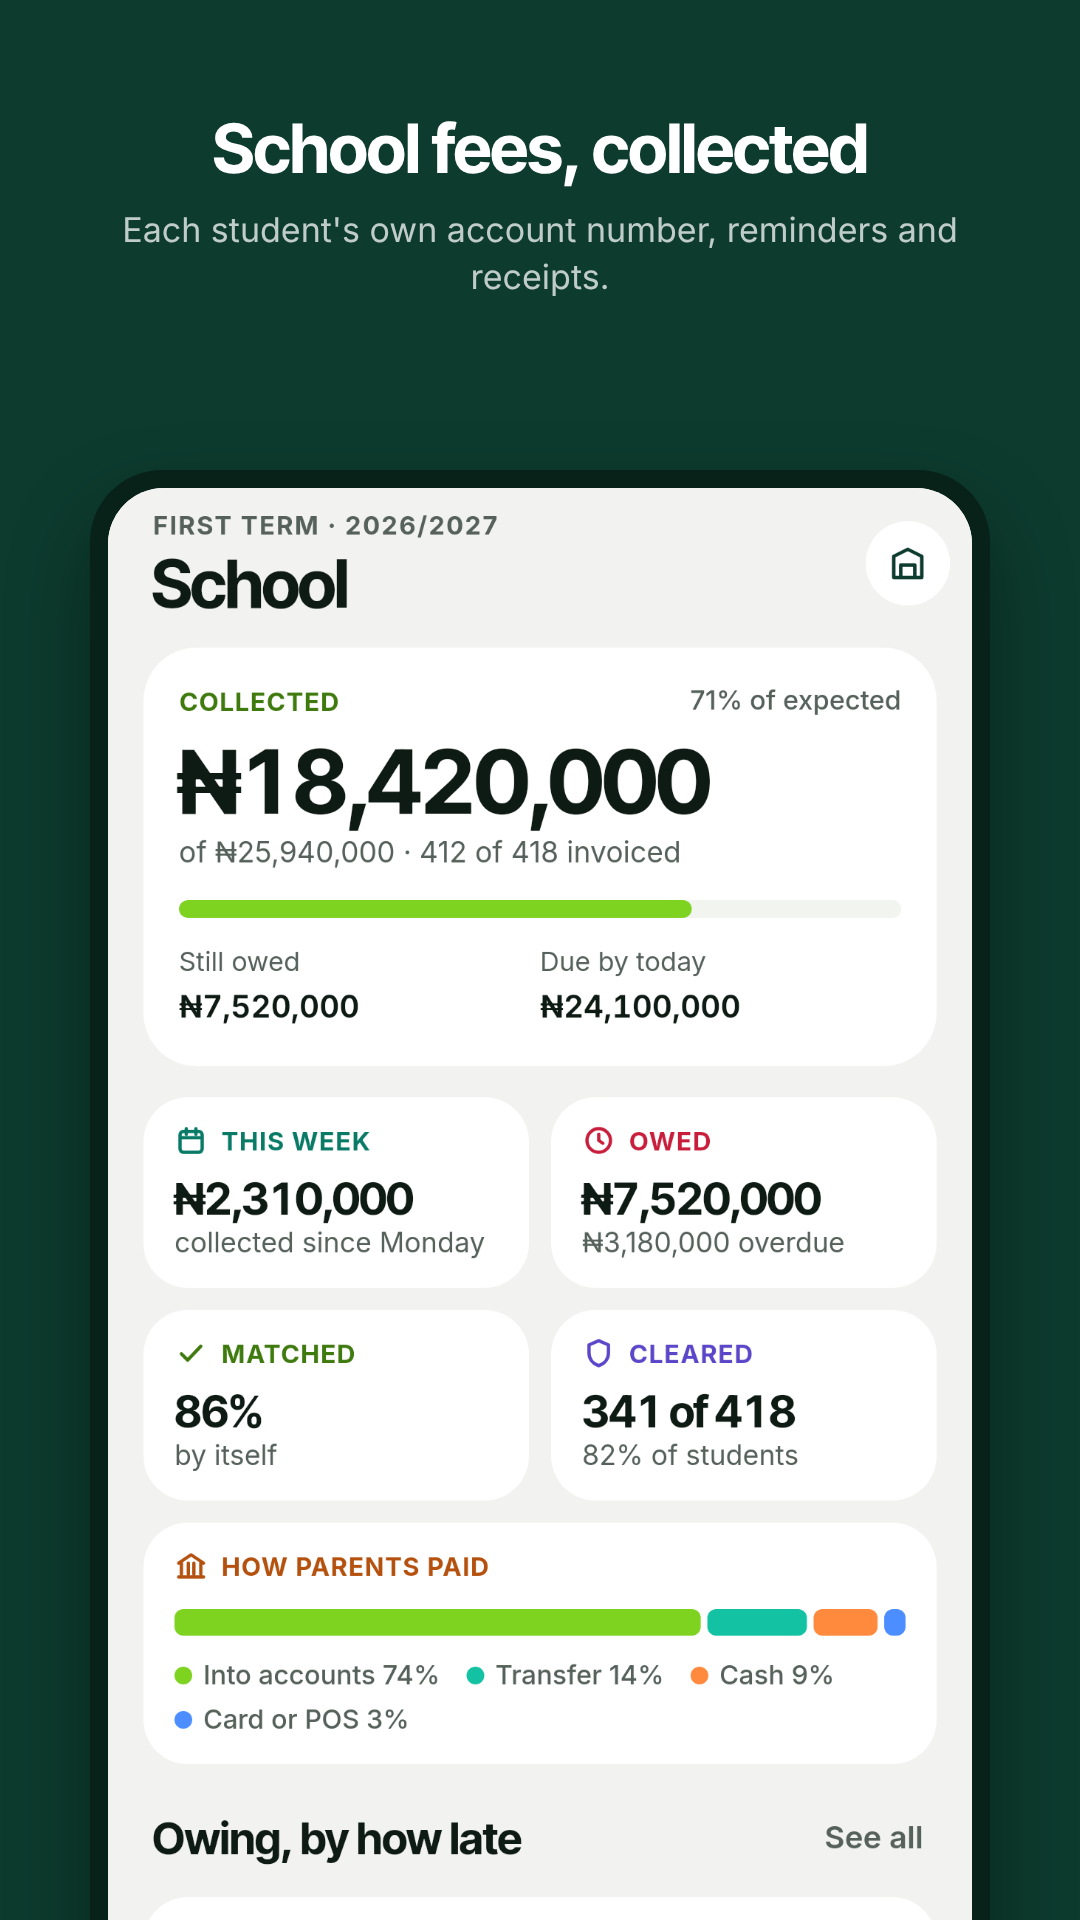 School fees, collected
Each student's own account number, reminders and
receipts.
FIRST TERM · 2026/2027
School
COLLECTED
71% of expected
₦18,420,000
of ₦25,940,000 · 412 of 418 invoiced
Still owed
Due by today
₦7,520,000
₦24,100,000
THIS WEEK
₦2,310,000
collected since Monday
OWED
₦7,520,000
₦3,180,000 overdue
MATCHED
86%
by itself
CLEARED
341 of 418
82% of students
HOW PARENTS PAID
Into accounts 74% Transfer 14% Cash 9%
Card or POS 3%
Owing, by how late
See all